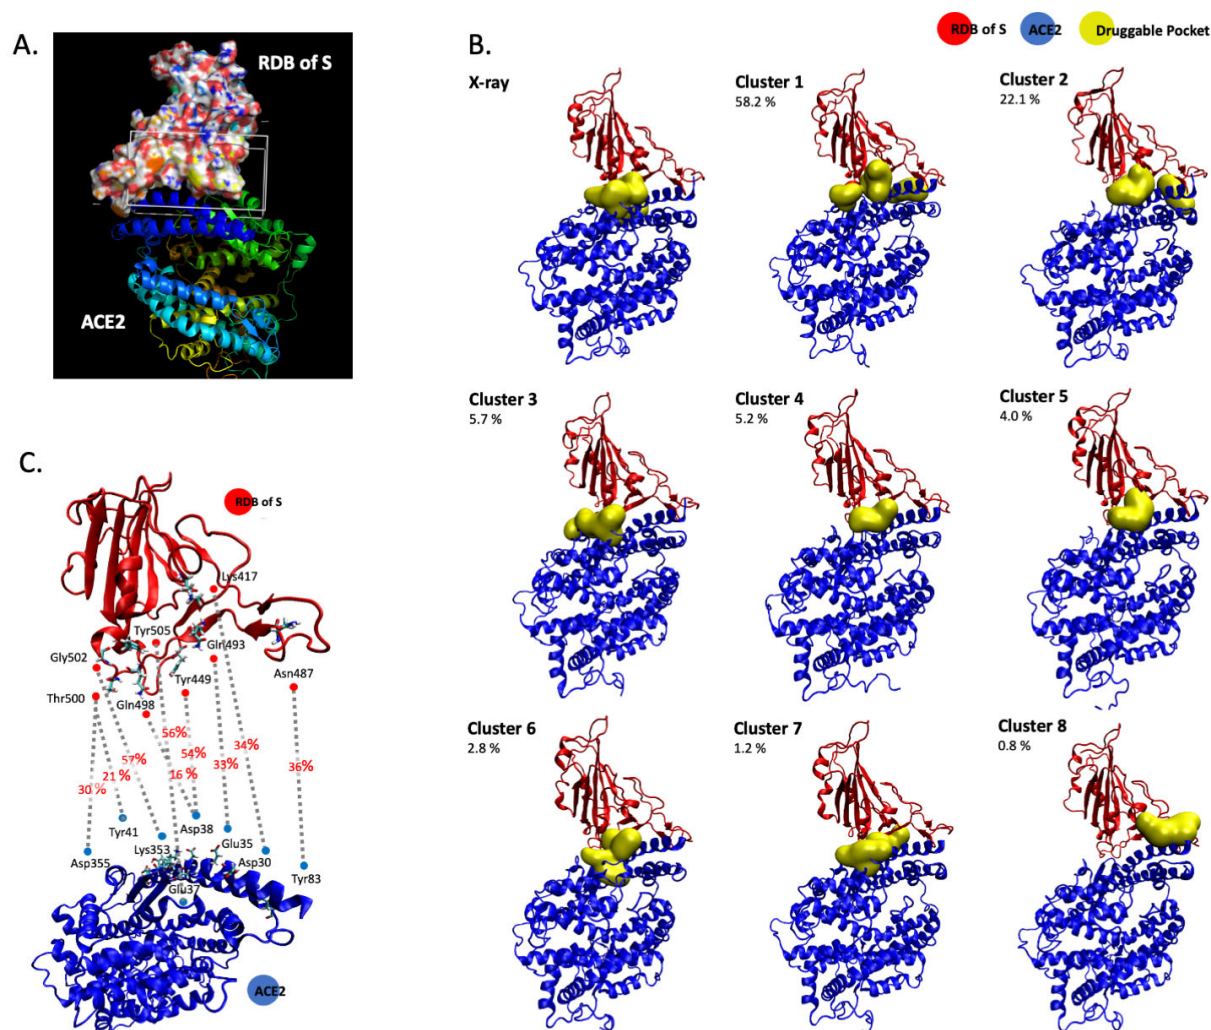 A.
RDB of S
ACE2
B.
RDB of S
ACE2
Druggable Pocket
X-ray
Cluster 1
58.2 %
Cluster 2
22.1 %
Cluster 3
5.7 %
Cluster 4
5.2 %
Cluster 5
4.0 %
Cluster 6
2.8 %
Cluster 7
1.2 %
Cluster 8
0.8 %
C.
RDB of S
Lys417
Tyr505
Gln493
Gly502
Tyr449
Asn487
Thr500
Gln498
56%
34%
57%
54%
33%
36%
21 %
16 %
30 %
Tyr41
Asp38
Lys353
Glu35
Asp355
Asp30
Tyr83
Glu37
ACE2